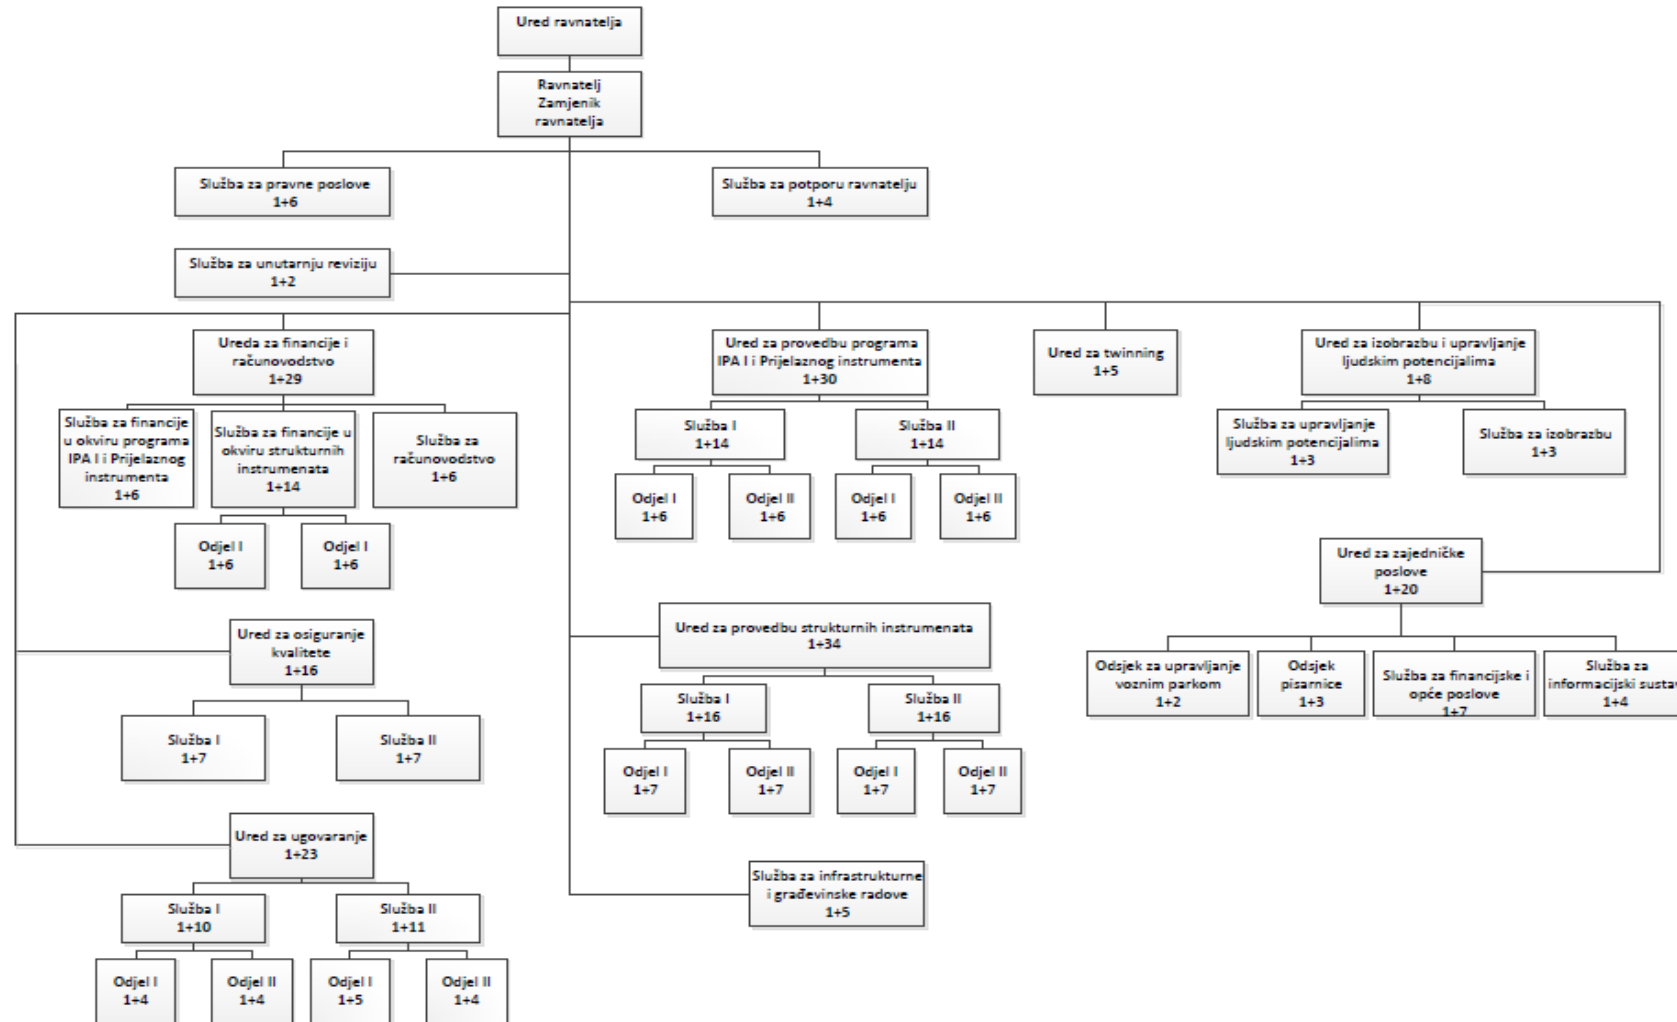 Ured ravnatelja
Ravnatelj
Zamjenik
ravnatelja
Služba za pravne poslove
1+6
Služba za potporu ravnatelju
1+4
Služba za unutarnju reviziju
1+2
Ureda za financije i
računovodstvo
1+29
Ured za provedbu programa
IPA I i Prijelaznog instrumenta
1+30
Ured za twinning
1+5
Ured za izobrazbu i upravljanje
ljudskim potencijalima
1+8
Služba za financije
u okviru programa
IPA I i Prijelaznog
instrumenta
1+6
Služba za financije u
okviru strukturnih
instrumenata
1+14
Služba za
računovodstvo
1+6
Služba I
1+14
Služba II
1+14
Služba za upravljanje
ljudskim potencijalima
1+3
Služba za izobrazbu
1+3
Odjel I
1+6
Odjel II
1+6
Odjel I
1+6
Odjel II
1+6
Odjel I
1+6
Odjel I
1+6
Ured za zajedničke
poslove
1+20
Ured za osiguranje
kvalitete
1+16
Ured za provedbu strukturnih instrumenata
1+34
Odsjek za upravljanje
voznim parkom
1+2
Odsjek
pisarnice
1+3
Služba za financijske i
opće poslove
1+7
Služba za
informacijski sustav
1+4
Služba I
1+7
Služba II
1+7
Služba I
1+16
Služba II
1+16
Odjel I
1+7
Odjel II
1+7
Odjel I
1+7
Odjel II
1+7
Ured za ugovaranje
1+23
Služba za infrastrukturne
i građevinske radove
1+5
Služba I
1+10
Služba II
1+11
Odjel I
1+4
Odjel II
1+4
Odjel I
1+5
Odjel II
1+4